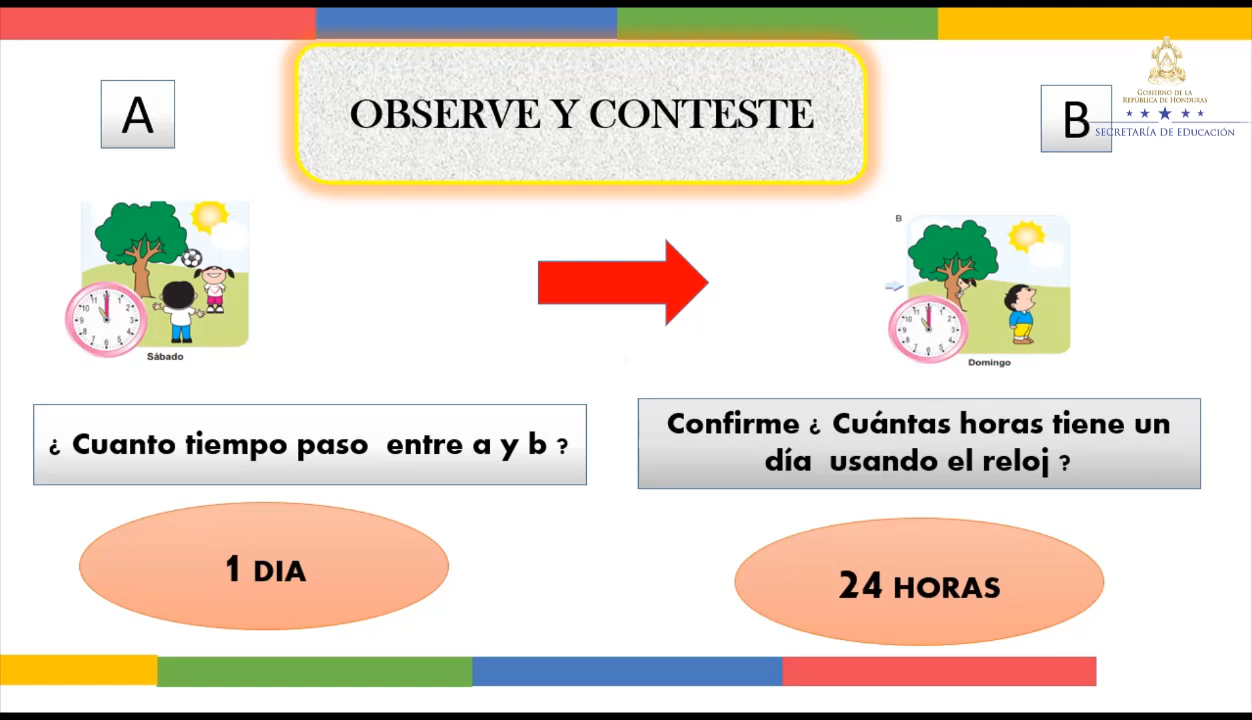 A
OBSERVE Y CONTESTE
B
GOBIERNO DE LA
REPÚBLICA DE HONDURAS
SECRETARÍA DE EDUCACIÓN
Sábado
B
Domingo
¿ Cuanto tiempo paso entre a y b ?
Confirme ¿ Cuántas horas tiene un
día usando el reloj ?
1 DIA
24 HORAS